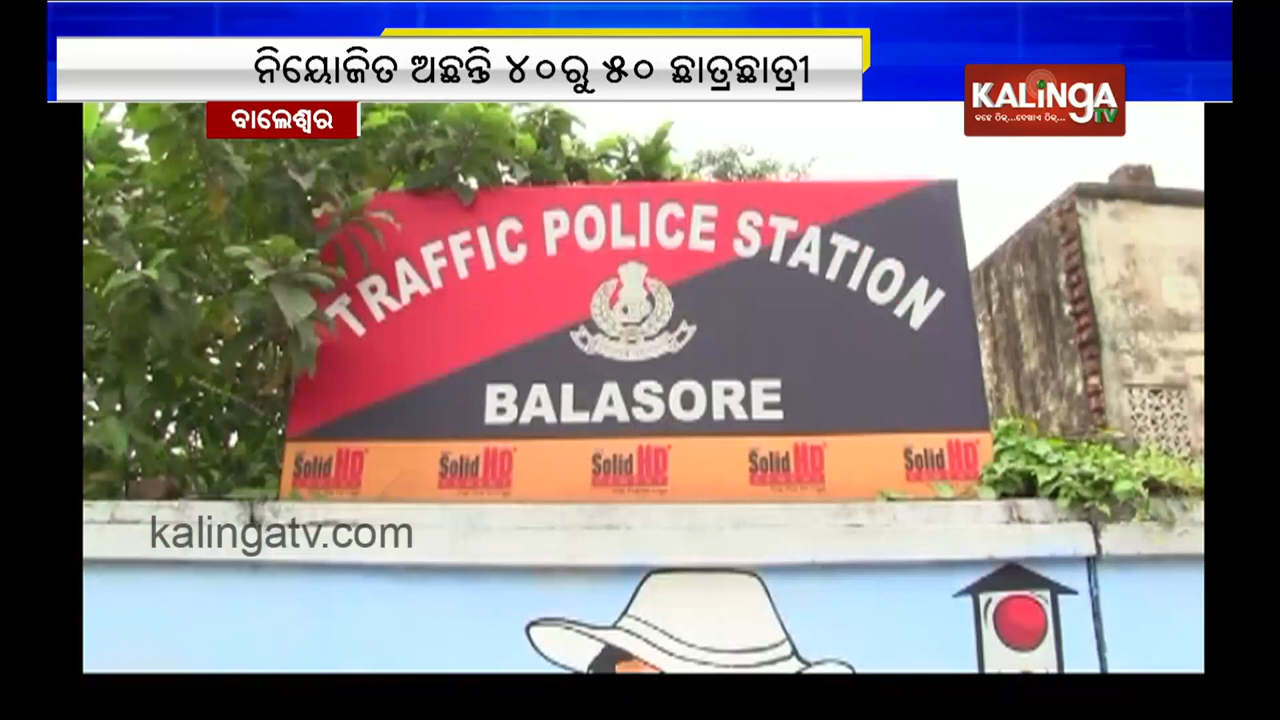 ନିୟୋଜିତ ଅଛନ୍ତି ୪୦ରୁ ୫୦ ଛାତ୍ରଛାତ୍ରୀ
ବାଲେଶ୍ୱର
KALiNGA TV
କହେ ଠିକ୍...ଦେଖାଏ ଠିକ୍...
TRAFFIC POLICE STATION
BALASORE
Solid HD Solid HD Solid HD Solid HD Solid HD
kalingatv.com